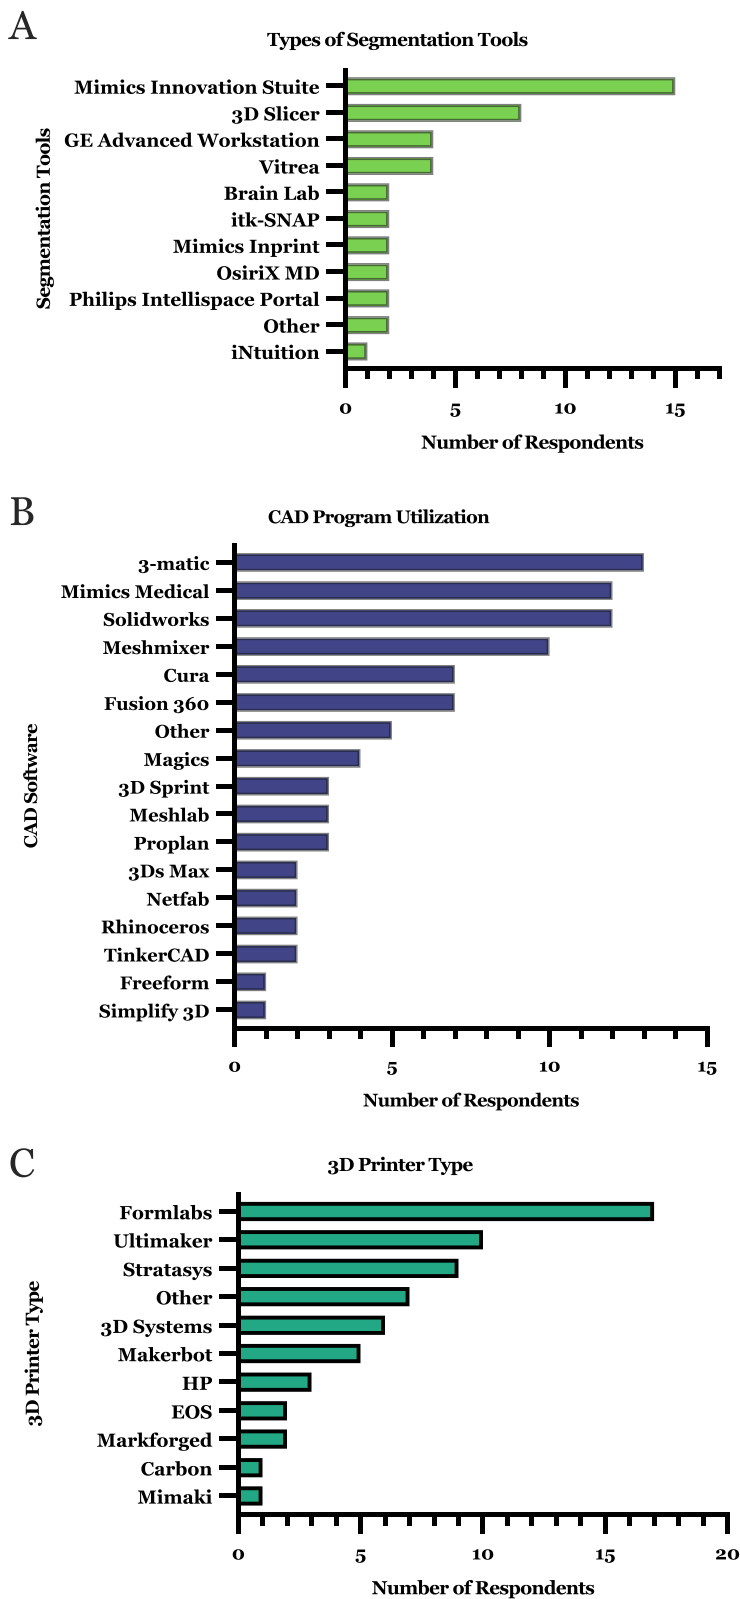 A
Types of Segmentation Tools
Segmentation Tools
Mimics Innovation Stuite
3D Slicer
GE Advanced Workstation
Vitrea
Brain Lab
itk-SNAP
Mimics Inprint
OsiriX MD
Philips Intellispace Portal
Other
iNtuition
0 5 10 15
Number of Respondents
B
CAD Program Utilization
CAD Software
3-matic
Mimics Medical
Solidworks
Meshmixer
Cura
Fusion 360
Other
Magics
3D Sprint
Meshlab
Proplan
3Ds Max
Netfab
Rhinoceros
TinkerCAD
Freeform
Simplify 3D
0 5 10 15
Number of Respondents
C
3D Printer Type
3D Printer Type
Formlabs
Ultimaker
Stratasys
Other
3D Systems
Makerbot
HP
EOS
Markforged
Carbon
Mimaki
0 5 10 15 20
Number of Respondents